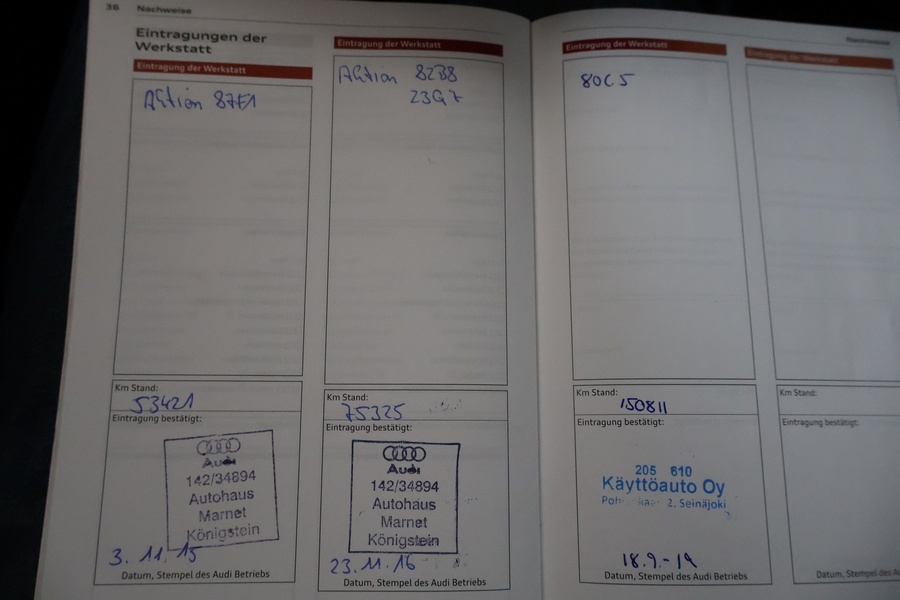 36 Nachweise
Eintragungen der
Werkstatt
Eintragung der Werkstatt
Aktion 87F1
Km Stand:
53421
Eintragung bestätigt:
Audi
142/34894
Autohaus
Marnet
Königstein
3.11.15
Datum, Stempel des Audi Betriebs
Eintragung der Werkstatt
Aktion 82B8
23G7
Km Stand:
75325
Eintragung bestätigt:
Audi
142/34894
Autohaus
Marnet
Königstein
23.11.16
Datum, Stempel des Audi Betriebs
Eintragung der Werkstatt
80C5
Km Stand:
150811
Eintragung bestätigt:
205 610
Käyttöauto Oy
2. Seinäjoki
18.9.-19
Datum, Stempel des Audi Betriebs
Nachweise
Eintragung der Werkstatt
Km Stand:
Eintragung bestätigt:
Datum, Stempel des Audi